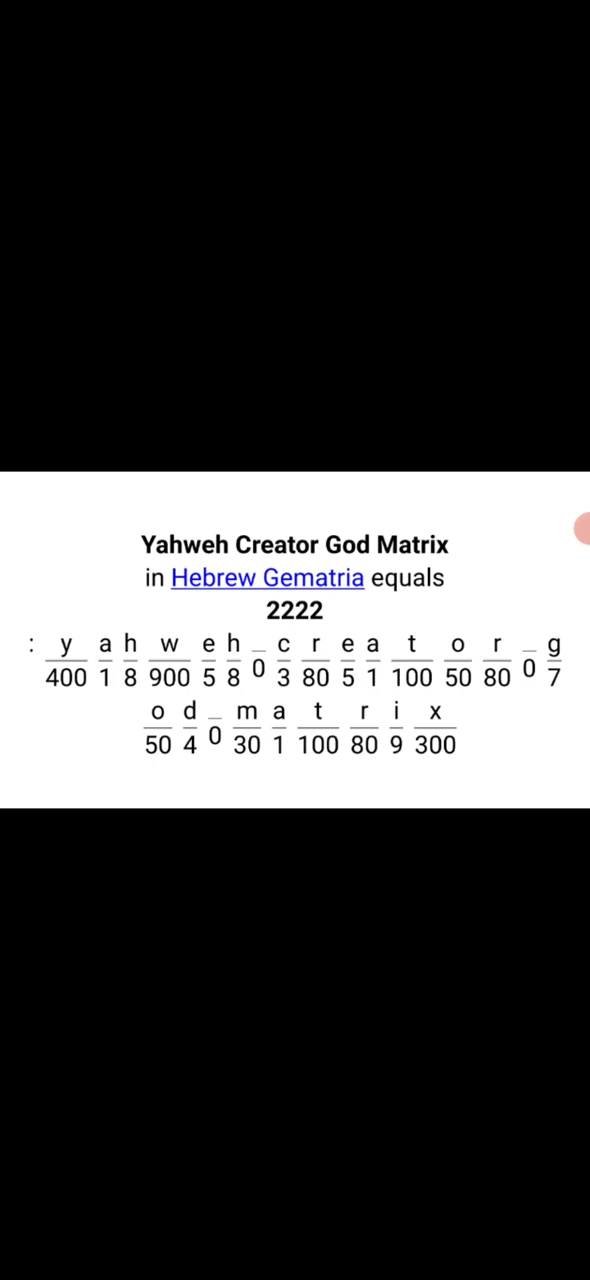 Yahweh Creator God Matrix
in Hebrew Gematria equals
2222
: y a h w e h _ c r e a t o r _ g
400 1 8 900 5 8 0 3 80 5 1 100 50 80 0 7
o d _ m a t r i x
50 4 0 30 1 100 80 9 300